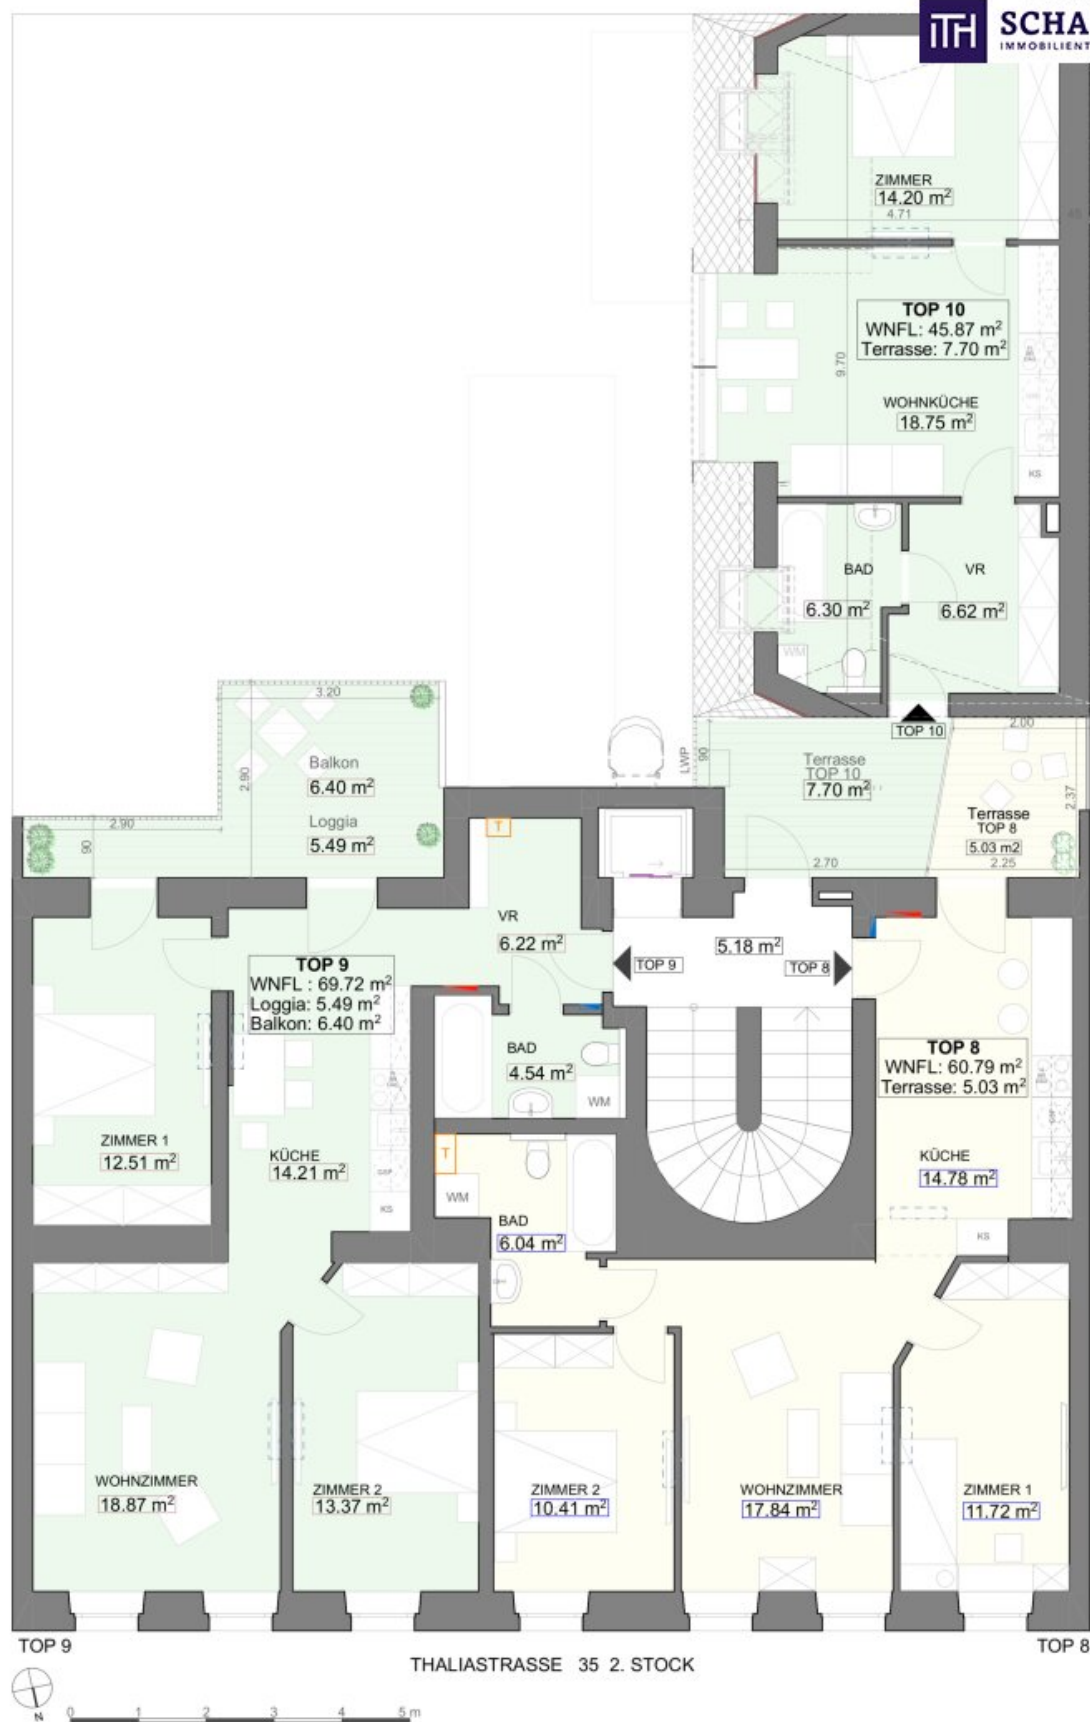 iTH SCHA
IMMOBILIENT
ZIMMER
14.20 m²
4.71
45
TOP 10
WNFL: 45.87 m²
Terrasse: 7.70 m²
9.70
WOHNKÜCHE
18.75 m²
KS
BAD
6.30 m²
VR
6.62 m²
WM
TOP 10
3.20
2.00
LWP
90
Terrasse
TOP 10
7.70 m²
2.37
Balkon
6.40 m²
2.90
Loggia
5.49 m²
2.90
90
Terrasse
TOP 8
5.03 m2
2.70
2.25
T
VR
6.22 m²
5.18 m²
TOP 9
TOP 8
TOP 9
WNFL : 69.72 m²
Loggia: 5.49 m²
Balkon: 6.40 m²
BAD
4.54 m²
WM
TOP 8
WNFL: 60.79 m²
Terrasse: 5.03 m²
ZIMMER 1
12.51 m²
KÜCHE
14.21 m²
GSP
KS
T
WM
BAD
6.04 m²
KÜCHE
14.78 m²
GSP
KS
WOHNZIMMER
18.87 m²
ZIMMER 2
13.37 m²
ZIMMER 2
10.41 m²
WOHNZIMMER
17.84 m²
ZIMMER 1
11.72 m²
TOP 9
TOP 8
THALIASTRASSE 35 2. STOCK
N
0 1 2 3 4 5 m